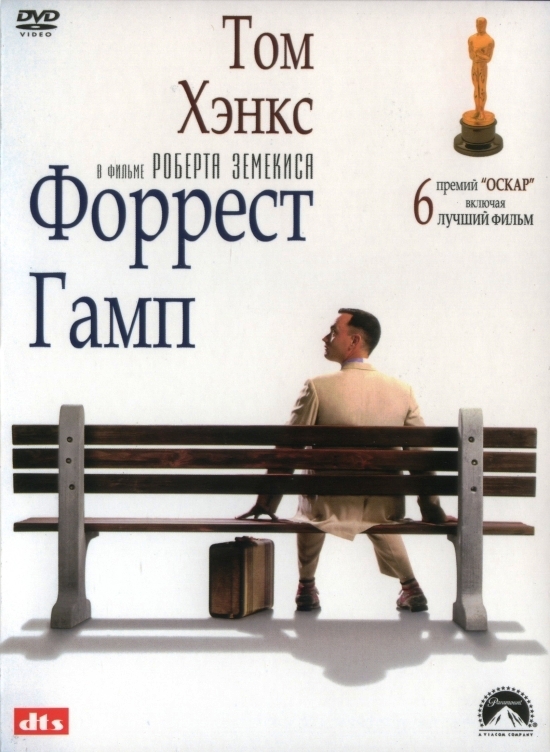 DVD
VIDEO
Том
Хэнкс
В ФИЛЬМЕ РОБЕРТА ЗЕМЕКИСА
Форрест
Гамп
6 премий "ОСКАР"
включая
ЛУЧШИЙ ФИЛЬМ
dts
Paramount
A VIACOM COMPANY